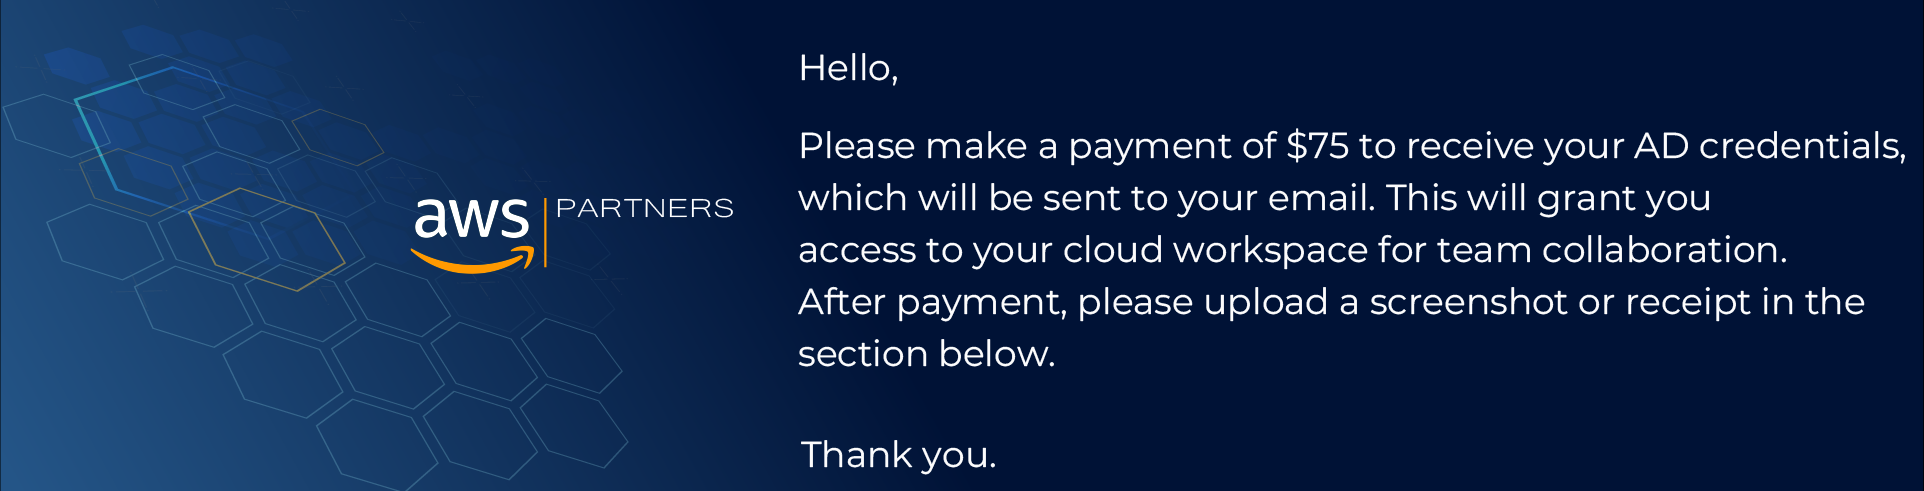 aws
PARTNERS
Hello,
Please make a payment of $75 to receive your AD credentials,
which will be sent to your email. This will grant you
access to your cloud workspace for team collaboration.
After payment, please upload a screenshot or receipt in the
section below.
Thank you.